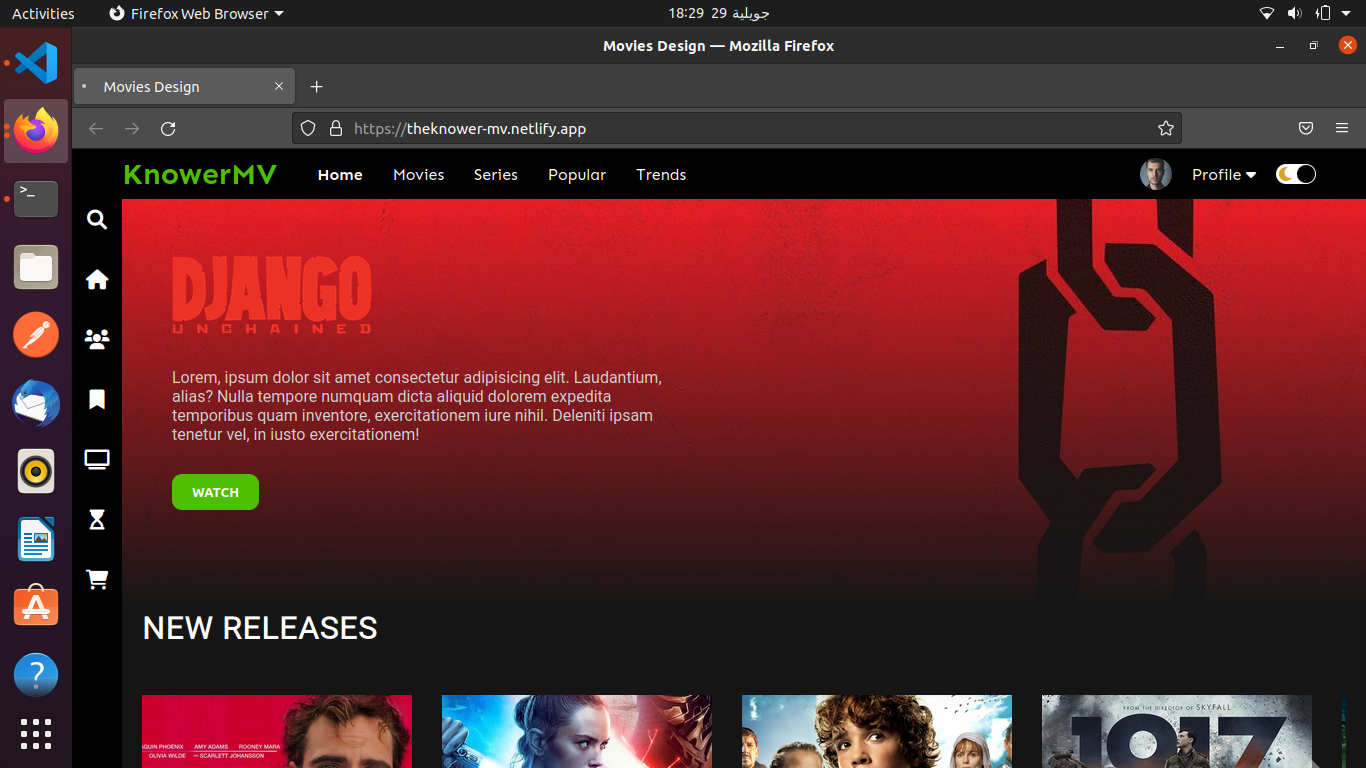 Activities
Firefox Web Browser
18:29 29 جويلية
Movies Design — Mozilla Firefox
Movies Design
https://theknower-mv.netlify.app
KnowerMV
Home
Movies
Series
Popular
Trends
Profile
DJANGO
UNCHAINED
Lorem, ipsum dolor sit amet consectetur adipisicing elit. Laudantium,
alias? Nulla tempore numquam dicta aliquid dolorem expedita
temporibus quam inventore, exercitationem iure nihil. Deleniti ipsam
tenetur vel, in iusto exercitationem!
WATCH
NEW RELEASES
AQUIN PHOENIX AMY ADAMS ROONEY MARA
OLIVIA WILDE — SCARLETT JOHANSSON
FROM THE DIRECTOR OF SKYFALL
1917